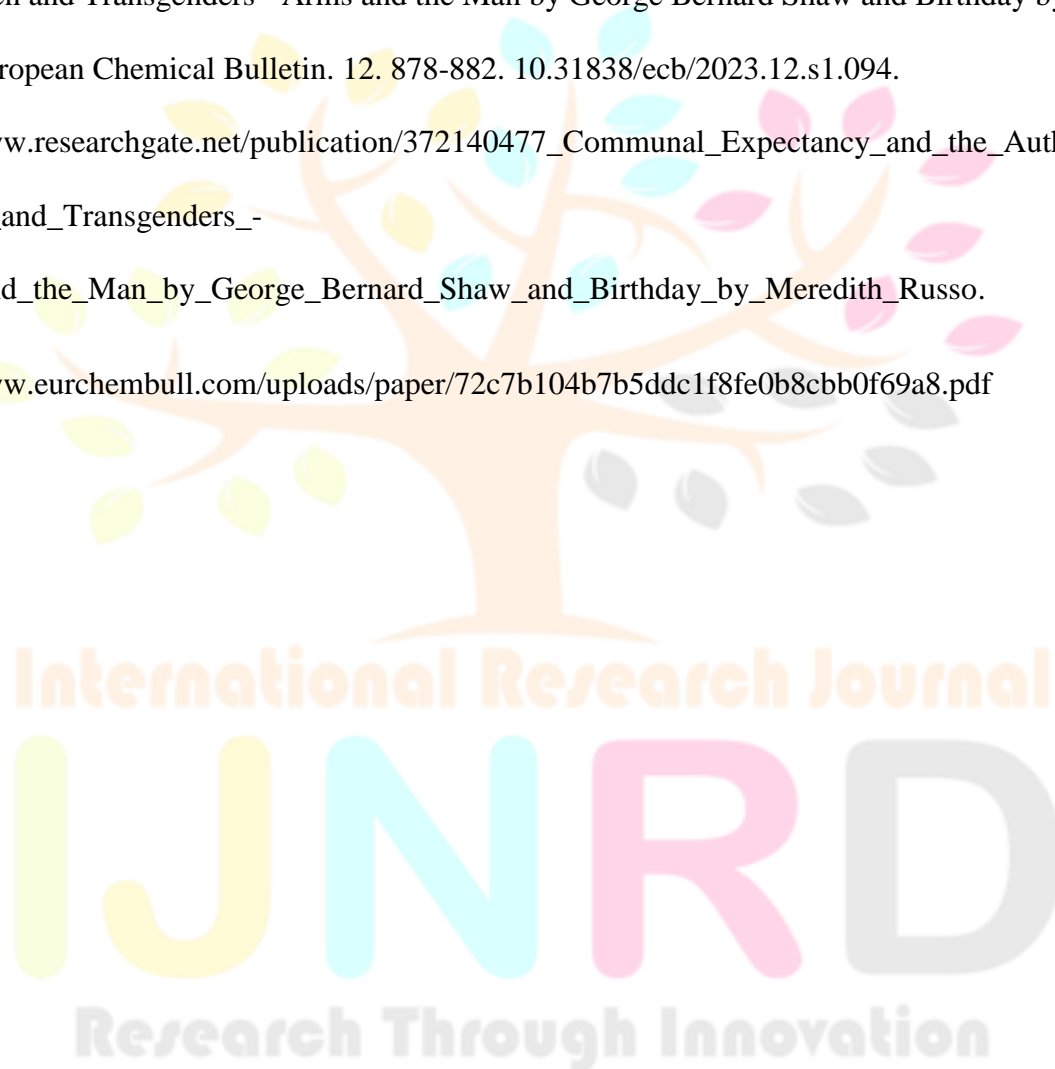 and Transgenders - Arms and the Man by George Bernard Shaw and Birthday by
ropean Chemical Bulletin. 12. 878-882. 10.31838/ecb/2023.12.s1.094.
w.researchgate.net/publication/372140477_Communal_Expectancy_and_the_Auth
and_Transgenders_-
d_the_Man_by_George_Bernard_Shaw_and_Birthday_by_Meredith_Russo.
w.eurchembull.com/uploads/paper/72c7b104b7b5ddc1f8fe0b8cbb0f69a8.pdf
International Research Journal
IJNRD
Research Through Innovation